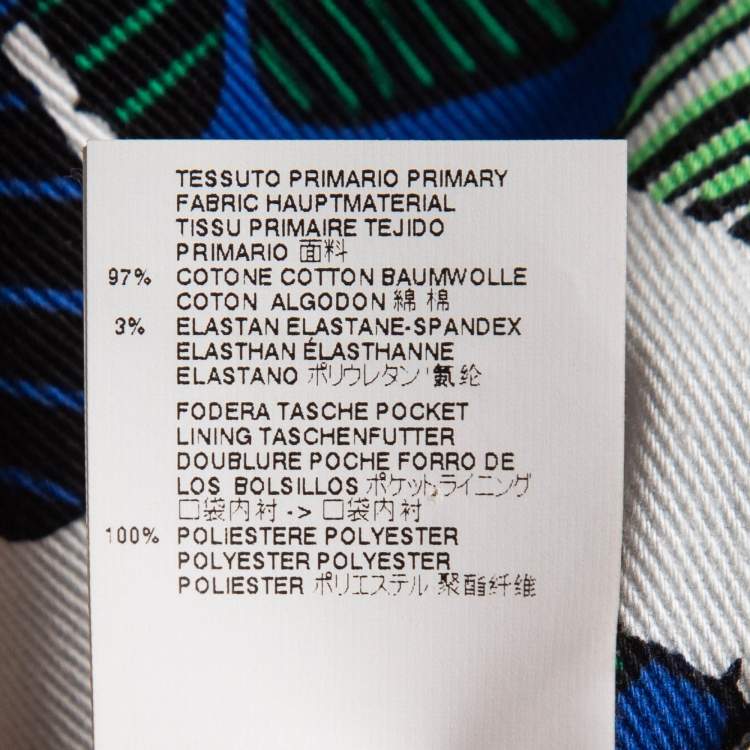 TESSUTO PRIMARIO PRIMARY
FABRIC HAUPTMATERIAL
TISSU PRIMAIRE TEJIDO
PRIMARIO 面料
97% COTONE COTTON BAUMWOLLE
COTON ALGODON 綿 棉
3% ELASTAN ELASTANE-SPANDEX
ELASTHAN ÉLASTHANNE
ELASTANO ポリウレタン 氨纶
FODERA TASCHE POCKET
LINING TASCHENFUTTER
DOUBLURE POCHE FORRO DE
LOS BOLSILLOS ポケットライニング
口袋内衬 -> 口袋内衬
100% POLIESTERE POLYESTER
POLYESTER POLYESTER
POLIESTER ポリエステル 聚酯纤维